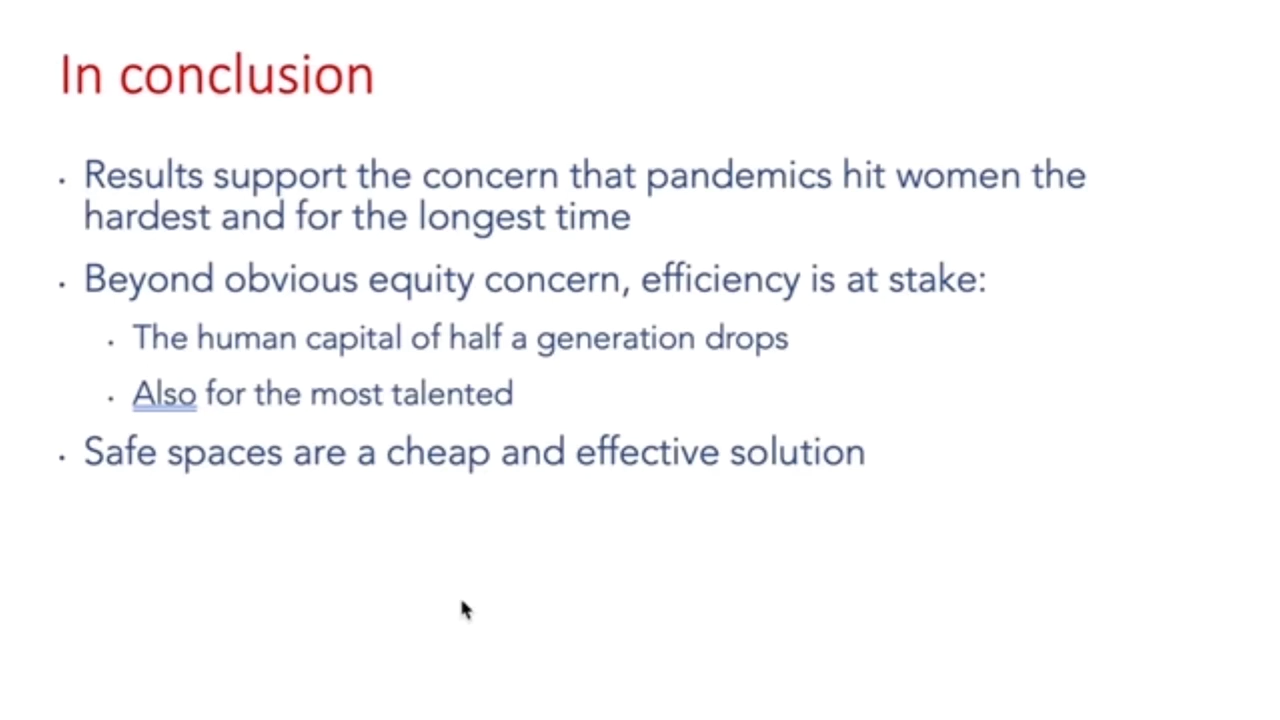 In conclusion
· Results support the concern that pandemics hit women the
hardest and for the longest time
· Beyond obvious equity concern, efficiency is at stake:
· The human capital of half a generation drops
· Also for the most talented
· Safe spaces are a cheap and effective solution